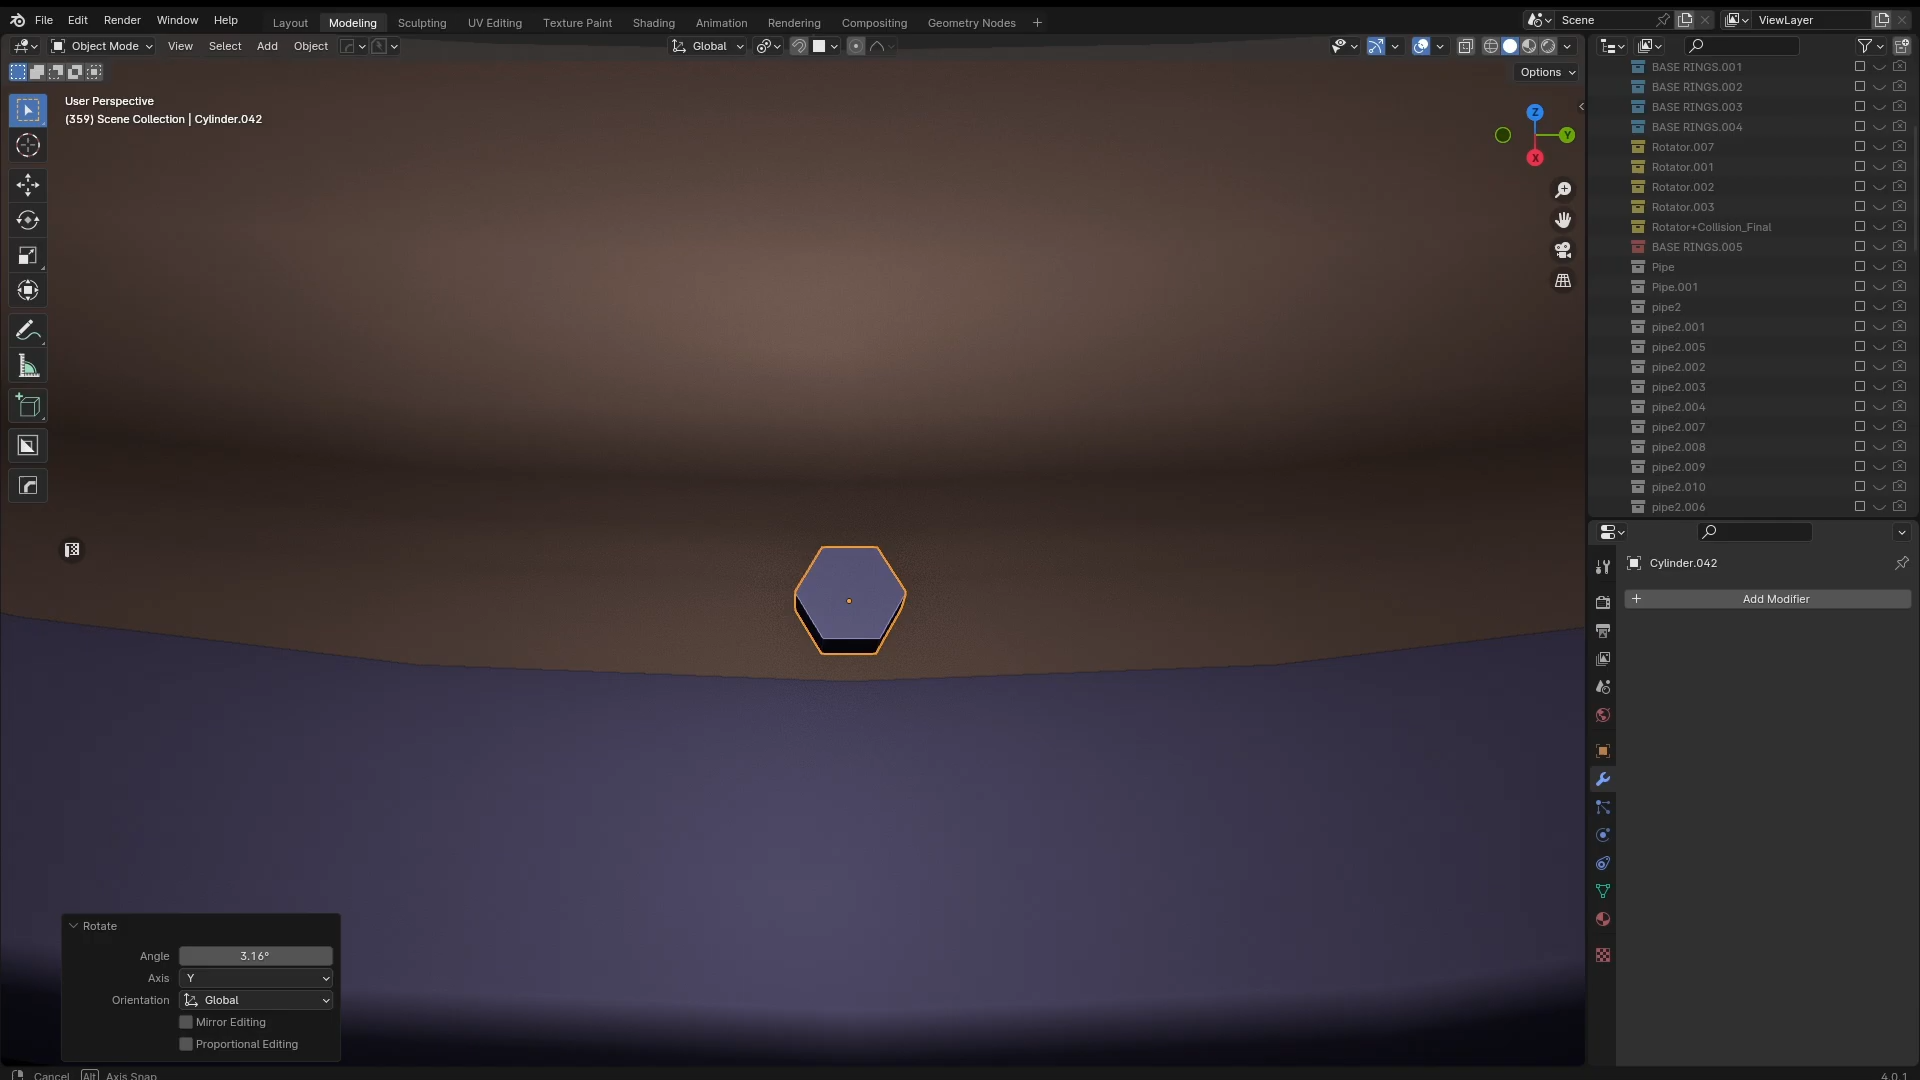 File Edit Render Window Help Layout Modeling Sculpting UV Editing Texture Paint Shading Animation Rendering Compositing Geometry Nodes + Scene ViewLayer
Object Mode View Select Add Object Global
Options
User Perspective
(359) Scene Collection | Cylinder.042
Z
Y
X
BASE RINGS.001
BASE RINGS.002
BASE RINGS.003
BASE RINGS.004
Rotator.007
Rotator.001
Rotator.002
Rotator.003
Rotator+Collision_Final
BASE RINGS.005
Pipe
Pipe.001
pipe2
pipe2.001
pipe2.005
pipe2.002
pipe2.003
pipe2.004
pipe2.007
pipe2.008
pipe2.009
pipe2.010
pipe2.006
Cylinder.042
+ Add Modifier
Rotate
Angle 3.16°
Axis Y
Orientation Global
Mirror Editing
Proportional Editing
Cancel Alt Axis Snap
4.0.1